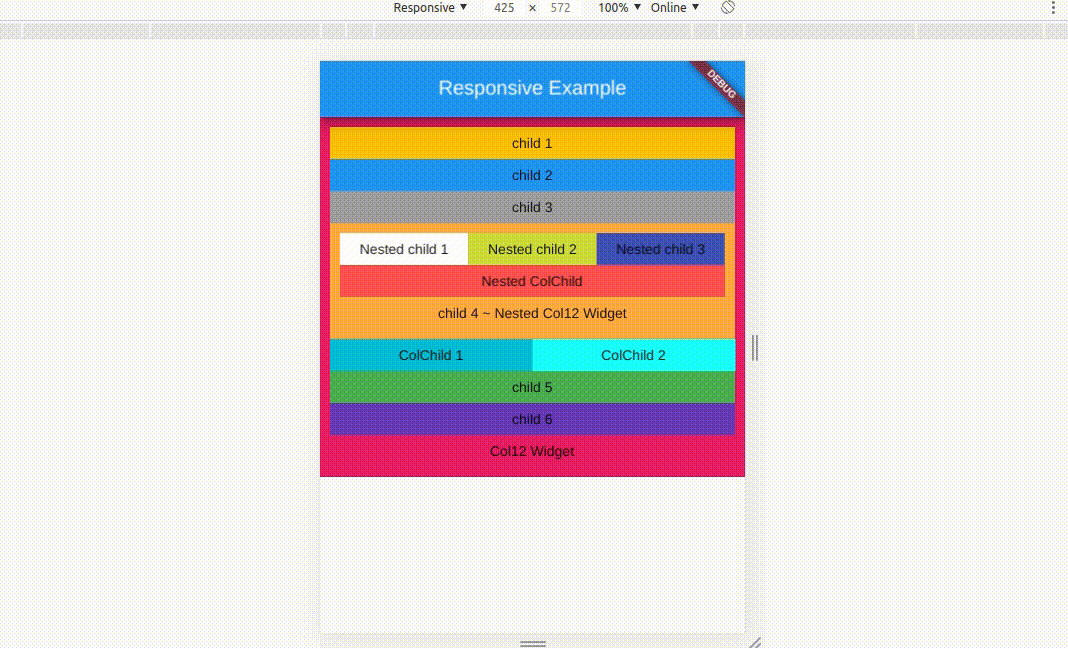 Responsive ▼ 425 × 572 100% ▼ Online ▼
Responsive Example
DEBUG
child 1
child 2
child 3
Nested child 1 Nested child 2 Nested child 3
Nested ColChild
child 4 ~ Nested Col12 Widget
ColChild 1 ColChild 2
child 5
child 6
Col12 Widget